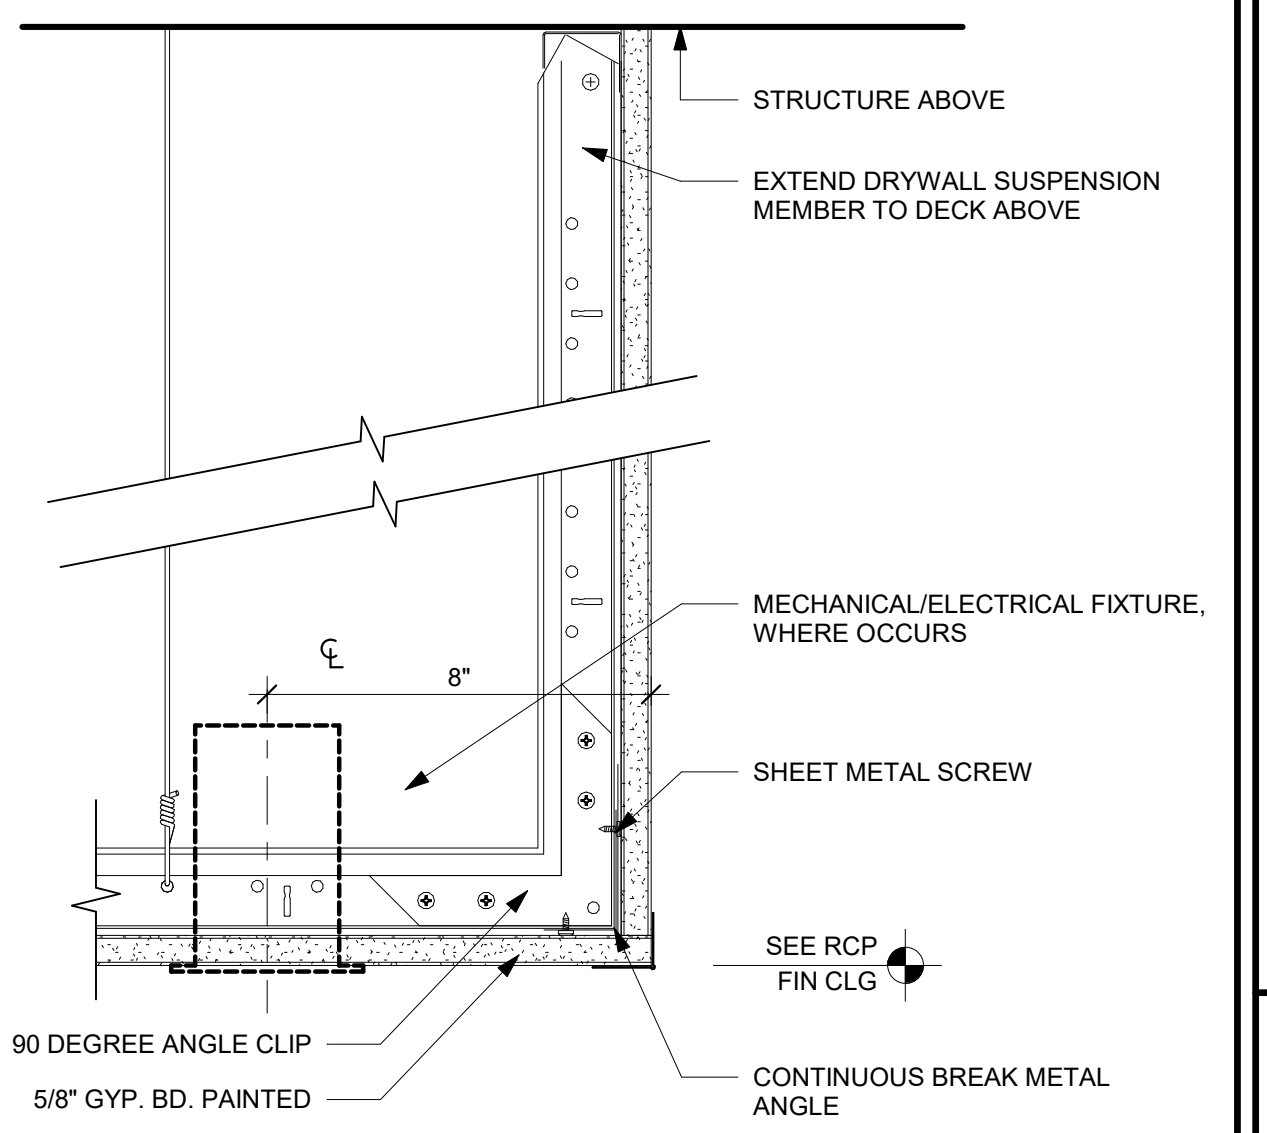 STRUCTURE ABOVE
EXTEND DRYWALL SUSPENSION
MEMBER TO DECK ABOVE
MECHANICAL/ELECTRICAL FIXTURE,
WHERE OCCURS
℄
8"
SHEET METAL SCREW
SEE RCP
FIN CLG
90 DEGREE ANGLE CLIP
5/8" GYP. BD. PAINTED
CONTINUOUS BREAK METAL
ANGLE